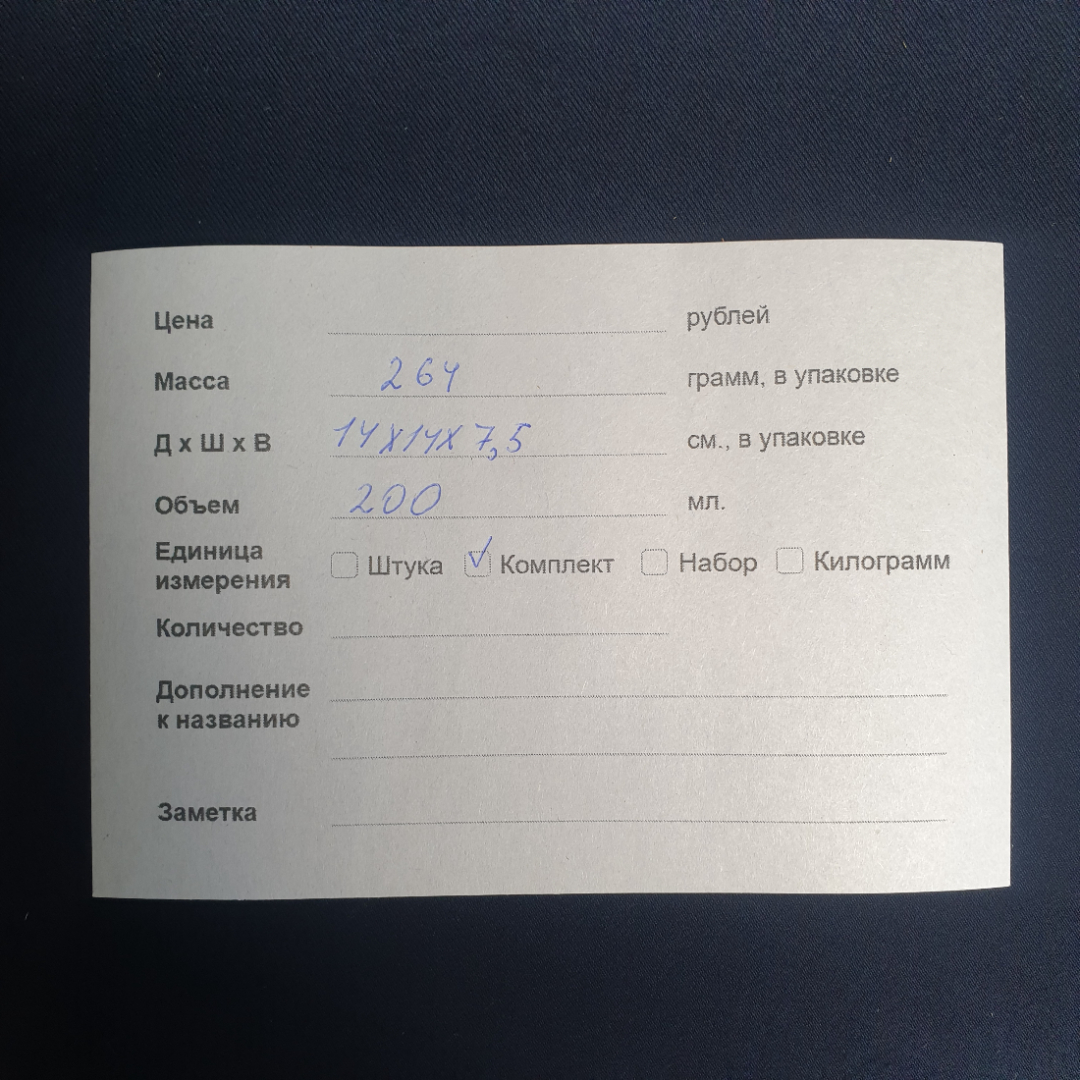 Цена рублей
Масса 264 грамм, в упаковке
Д х Ш х В 14х14х7,5 см., в упаковке
Объем 200 мл.
Единица
измерения Штука Комплект Набор Килограмм
Количество
Дополнение
к названию
Заметка